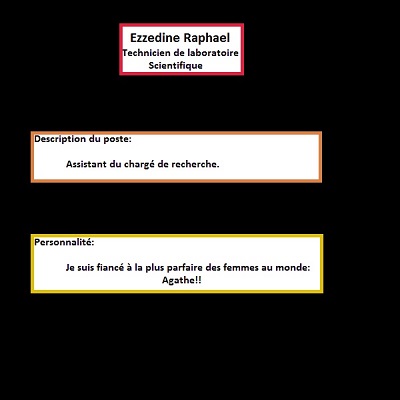 Ezzedine Raphael
Technicien de laboratoire
Scientifique
Description du poste:
Assistant du chargé de recherche.
Personnalité:
Je suis fiancé à la plus parfaire des femmes au monde:
Agathe!!